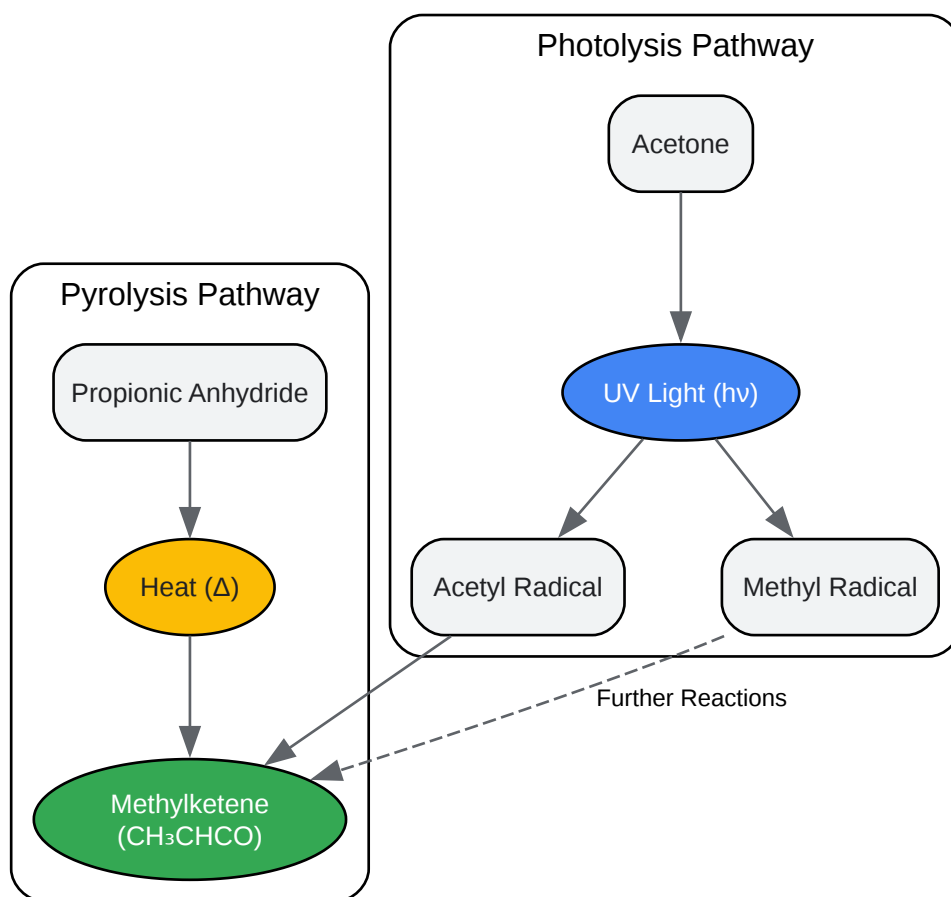 Photolysis Pathway
Acetone
UV Light (hν)
Acetyl Radical
Methyl Radical
Further Reactions
Pyrolysis Pathway
Propionic Anhydride
Heat (Δ)
Methylketene
(CH₃CHCO)